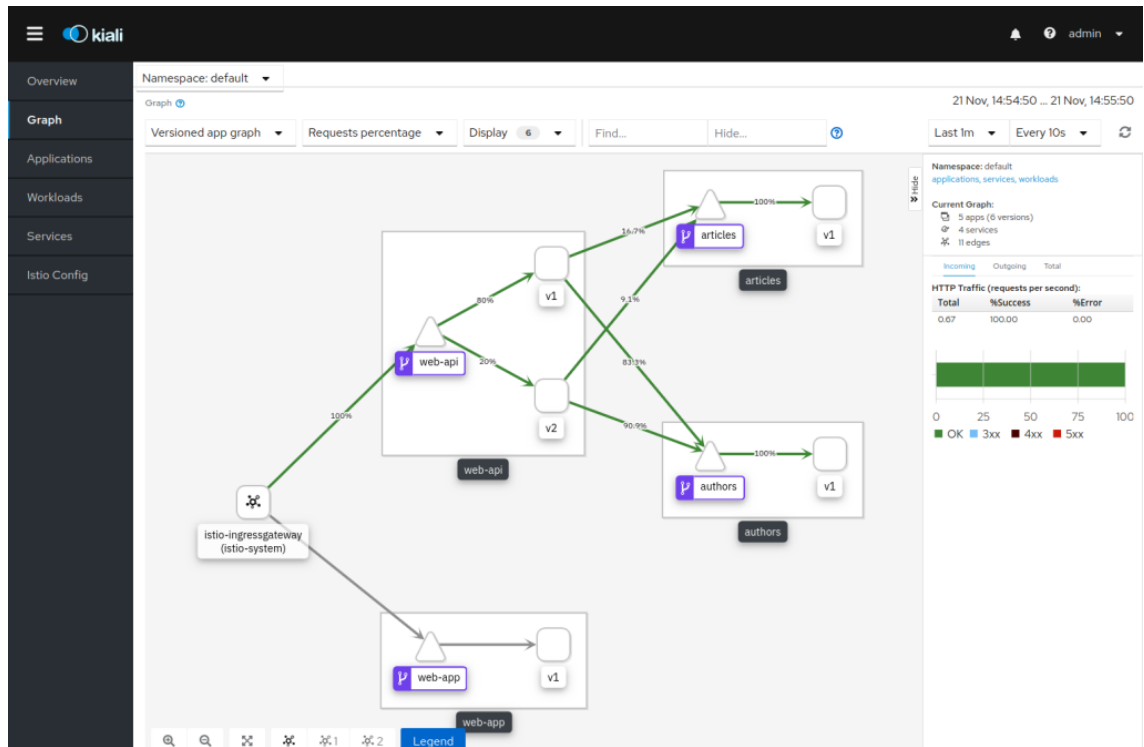 kiali
admin
Overview
Graph
Applications
Workloads
Services
Istio Config
Namespace: default
Graph
21 Nov, 14:54:50 ... 21 Nov, 14:55:50
Versioned app graph
Requests percentage
Display 6
Find...
Hide...
Last 1m
Every 10s
Hide
100%
articles
v1
articles
16.7%
80%
v1
9.1%
web-api
20%
83.3%
v2
90.9%
web-api
100%
100%
authors
v1
authors
istio-ingressgateway
(istio-system)
web-app
v1
web-app
1
2
Legend
Namespace: default
applications, services, workloads
Current Graph:
5 apps (6 versions)
4 services
11 edges
Incoming Outgoing Total
HTTP Traffic (requests per second):
Total %Success %Error
0.67 100.00 0.00
0 25 50 75 100
OK 3xx 4xx 5xx